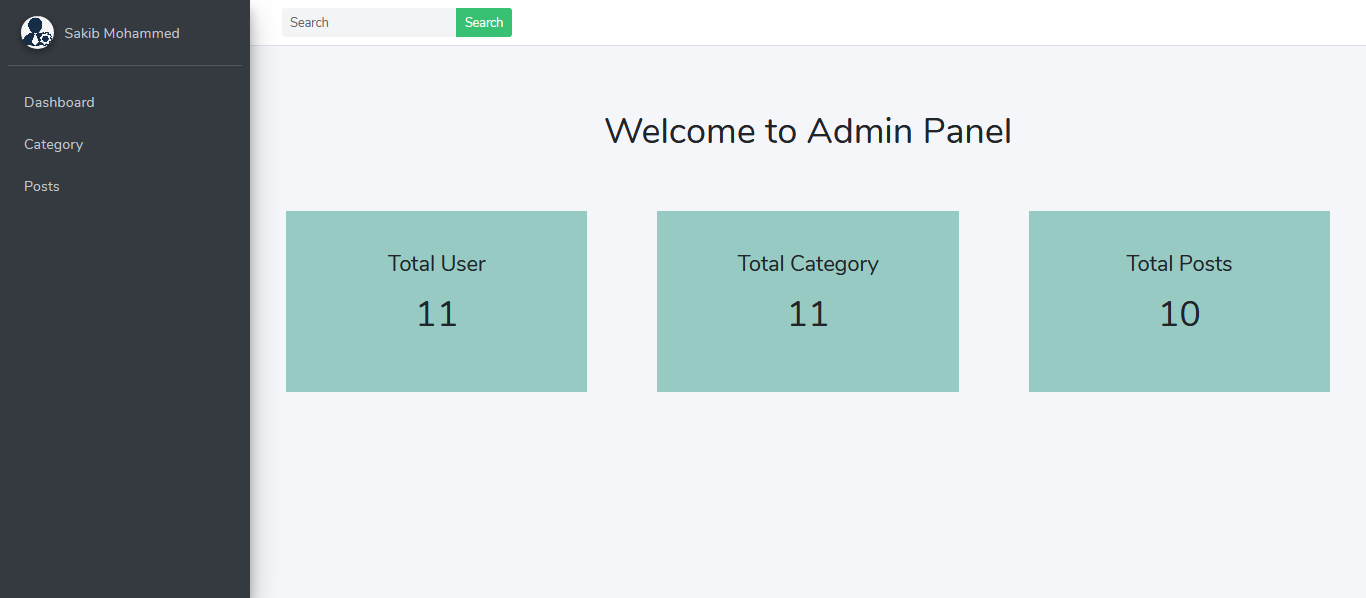 Sakib Mohammed
Dashboard
Category
Posts
Search
Search
Welcome to Admin Panel
Total User
11
Total Category
11
Total Posts
10